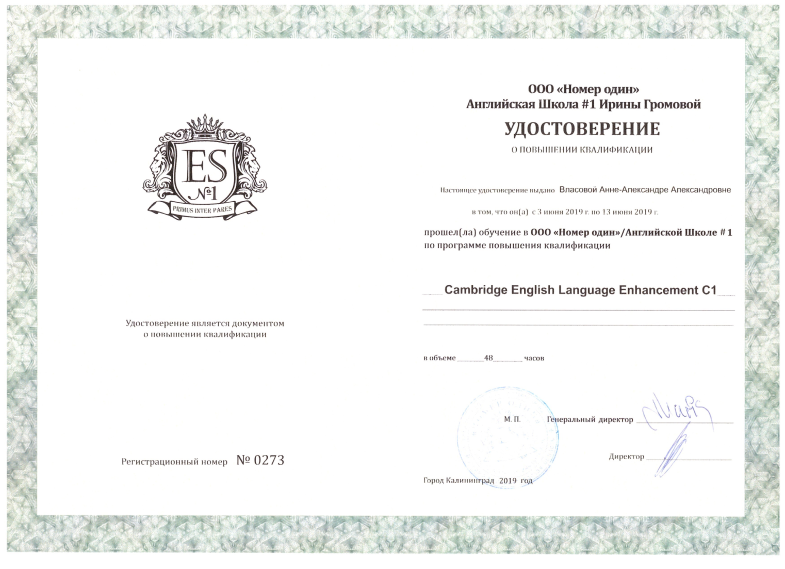 ES
№1
PRIMUS INTER PARES
Удостоверение является документом
о повышении квалификации
Регистрационный номер № 0273
ООО «Номер один»
Английская Школа #1 Ирины Громовой
УДОСТОВЕРЕНИЕ
О ПОВЫШЕНИИ КВАЛИФИКАЦИИ
Настоящее удостоверение выдано Власовой Анне-Александре Александровне
в том, что он(а) с 3 июня 2019 г. по 13 июня 2019 г.
прошел(ла) обучение в ООО «Номер один»/Английской Школе #1
по программе повышения квалификации
Cambridge English Language Enhancement C1
в объеме 48 часов
М. П. Генеральный директор
Директор
Город Калининград 2019 год